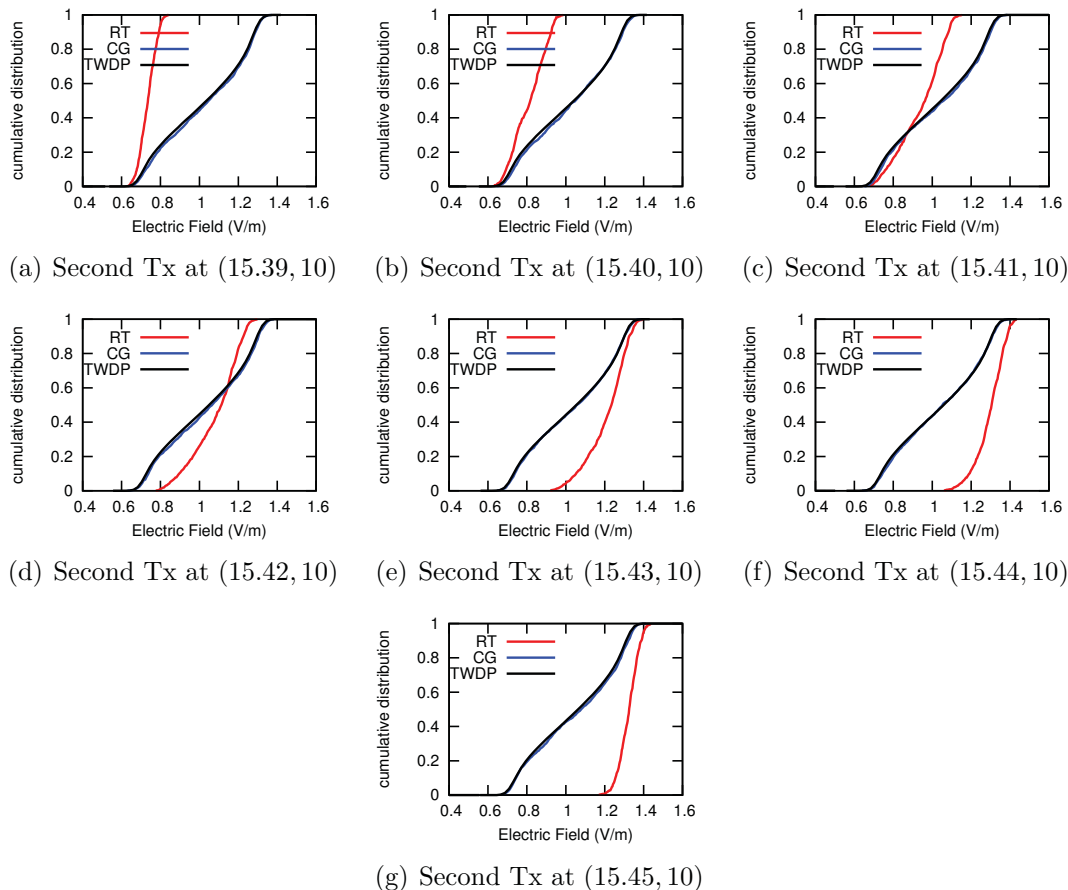 1
0.8
0.6
0.4
0.2
0
cumulative distribution
RT
CG
TWDP
0.4 0.6 0.8 1 1.2 1.4 1.6
Electric Field (V/m)
(a) Second Tx at (15.39, 10)
1
0.8
0.6
0.4
0.2
0
cumulative distribution
RT
CG
TWDP
0.4 0.6 0.8 1 1.2 1.4 1.6
Electric Field (V/m)
(b) Second Tx at (15.40, 10)
1
0.8
0.6
0.4
0.2
0
cumulative distribution
RT
CG
TWDP
0.4 0.6 0.8 1 1.2 1.4 1.6
Electric Field (V/m)
(c) Second Tx at (15.41, 10)
1
0.8
0.6
0.4
0.2
0
cumulative distribution
RT
CG
TWDP
0.4 0.6 0.8 1 1.2 1.4 1.6
Electric Field (V/m)
(d) Second Tx at (15.42, 10)
1
0.8
0.6
0.4
0.2
0
cumulative distribution
RT
CG
TWDP
0.4 0.6 0.8 1 1.2 1.4 1.6
Electric Field (V/m)
(e) Second Tx at (15.43, 10)
1
0.8
0.6
0.4
0.2
0
cumulative distribution
RT
CG
TWDP
0.4 0.6 0.8 1 1.2 1.4 1.6
Electric Field (V/m)
(f) Second Tx at (15.44, 10)
1
0.8
0.6
0.4
0.2
0
cumulative distribution
RT
CG
TWDP
0.4 0.6 0.8 1 1.2 1.4 1.6
Electric Field (V/m)
(g) Second Tx at (15.45, 10)